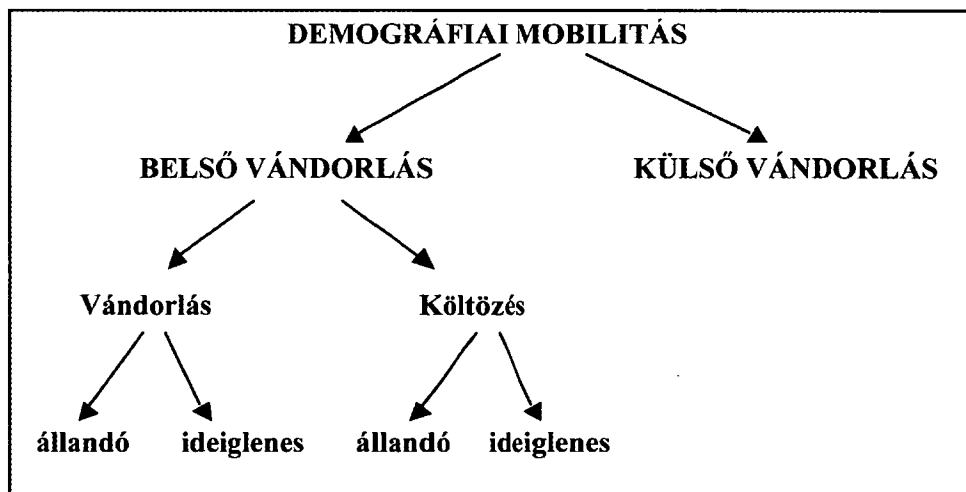 DEMOGRÁFIAI MOBILITÁS
BELSŐ VÁNDORLÁS KÜLSŐ VÁNDORLÁS
Vándorlás Költözés
állandó ideiglenes állandó ideiglenes